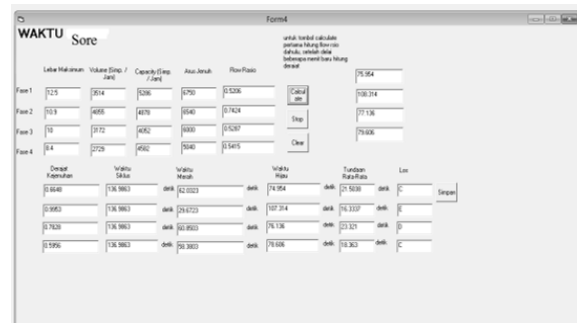 Form4
WAKTU Sore
untuk tombol calculate
pertama hitung flow rsio
dahulu, setelah delai
beberapa menit baru hitung
derajat
Lebar Maksimum Volume (Smp. / Jam) Capacity (Smp. / Jam) Arus Jenuh Flow Rasio
Fase 1 12.5 3514 5286 6750 0.5206 Calcul ate 75.954
Fase 2 10.9 4855 4878 6540 0.7424 Stop 108.314
Fase 3 10 3172 4052 6000 0.5287 Clear 77.136
Fase 4 8.4 2729 4582 5040 0.5415 79.606
Derajat Kejenuhan Waktu Siklus Waktu Merah Waktu Hijau Tundaan Rata-Rata Los
0.6648 136.9863 detik 62.0323 detik 74.954 detik 21.5038 detik C Simpan
0.9953 136.9863 detik 29.6723 detik 107.314 detik 16.3337 detik E
0.7828 136.9863 detik 60.8503 detik 76.136 detik 23.321 detik D
0.5956 136.9863 detik 58.3803 detik 78.606 detik 18.363 detik C